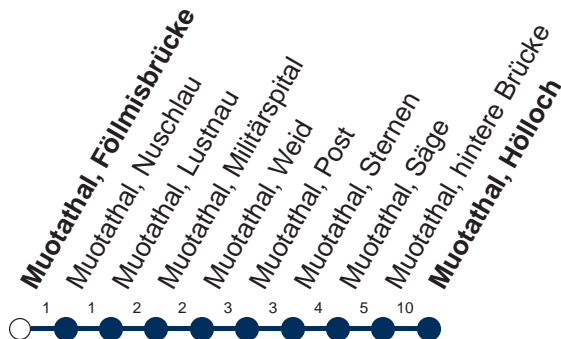 Muotathal, Föllmisbrücke
Muotathal, Nuschlau
Muotathal, Lustnau
Muotathal, Militärspital
Muotathal, Weid
Muotathal, Post
Muotathal, Sternen
Muotathal, Säge
Muotathal, hintere Brücke
Muotathal, Hölloch
1 1 2 2 3 3 4 5 10